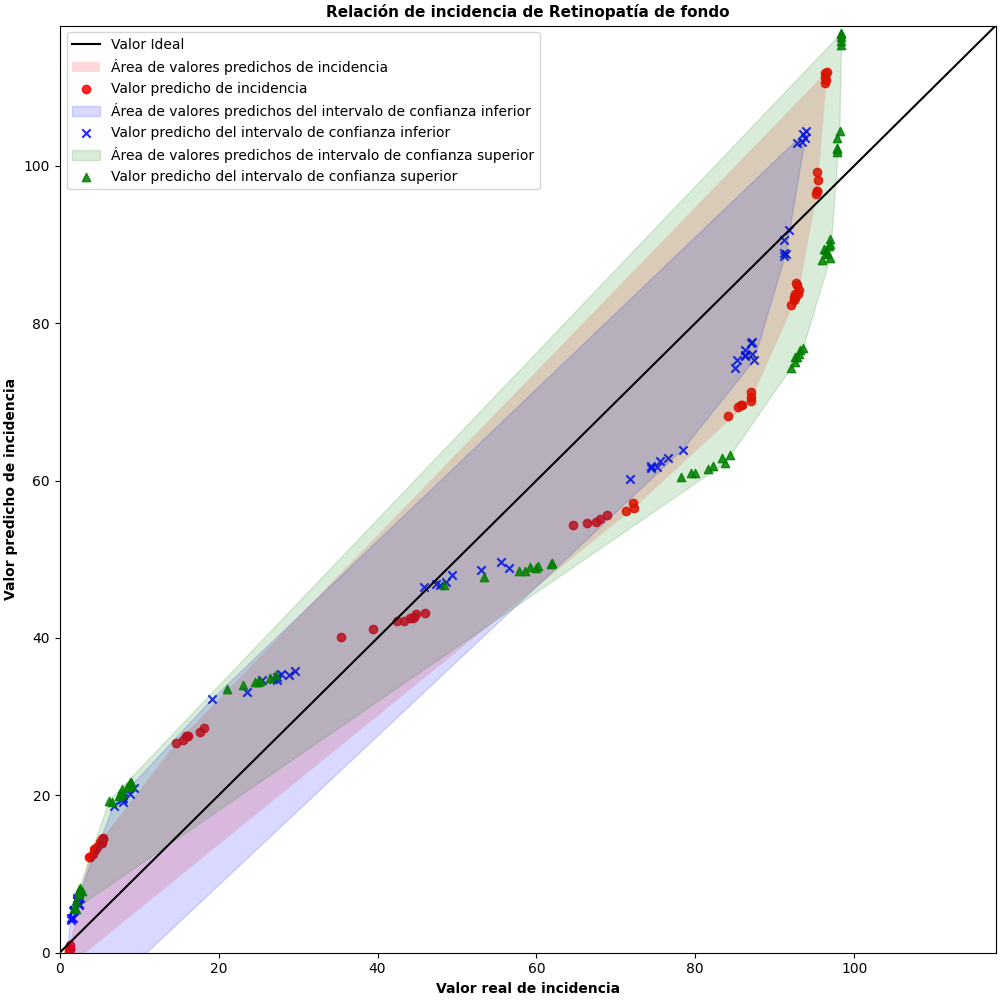 Relación de incidencia de Retinopatía de fondo
Valor Ideal
Área de valores predichos de incidencia
Valor predicho de incidencia
Área de valores predichos del intervalo de confianza inferior
Valor predicho del intervalo de confianza inferior
Área de valores predichos de intervalo de confianza superior
Valor predicho del intervalo de confianza superior
Valor predicho de incidencia
100
80
60
40
20
0
0 20 40 60 80 100
Valor real de incidencia